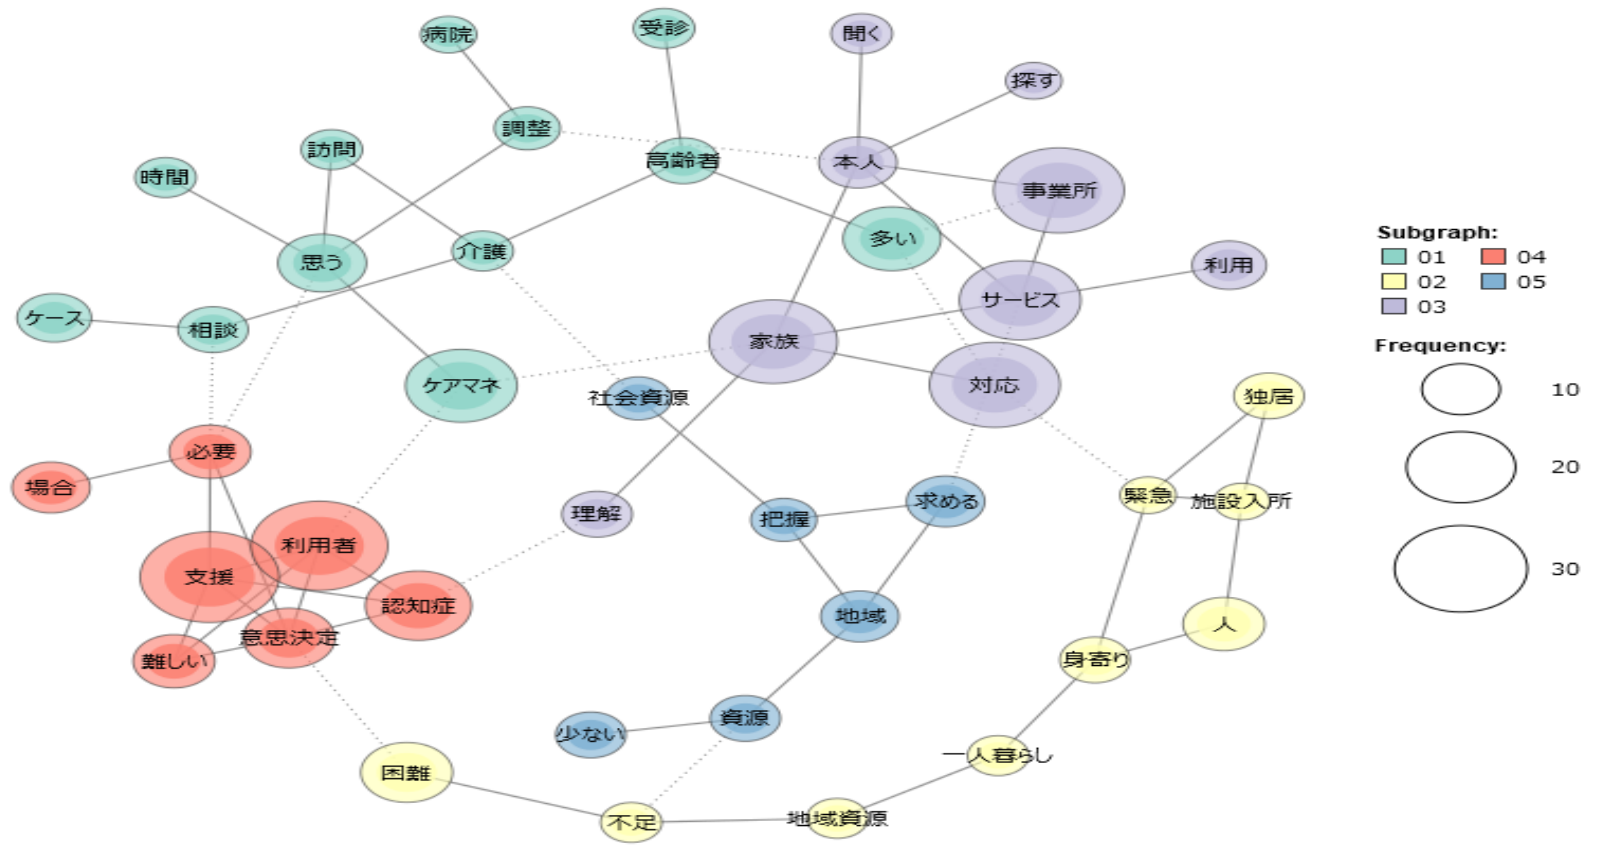 病院
受診
聞く
探す
調整
訪問
高齢者
本人
時間
事業所
多い
思う
介護
利用
サービス
ケース
相談
家族
ケアマネ
対応
社会資源
独居
必要
場合
緊急
施設入所
求める
理解
把握
利用者
支援
認知症
地域
人
意思決定
難しい
身寄り
資源
少ない
一人暮らし
困難
不足
地域資源
Subgraph:
01 04
02 05
03
Frequency:
10
20
30